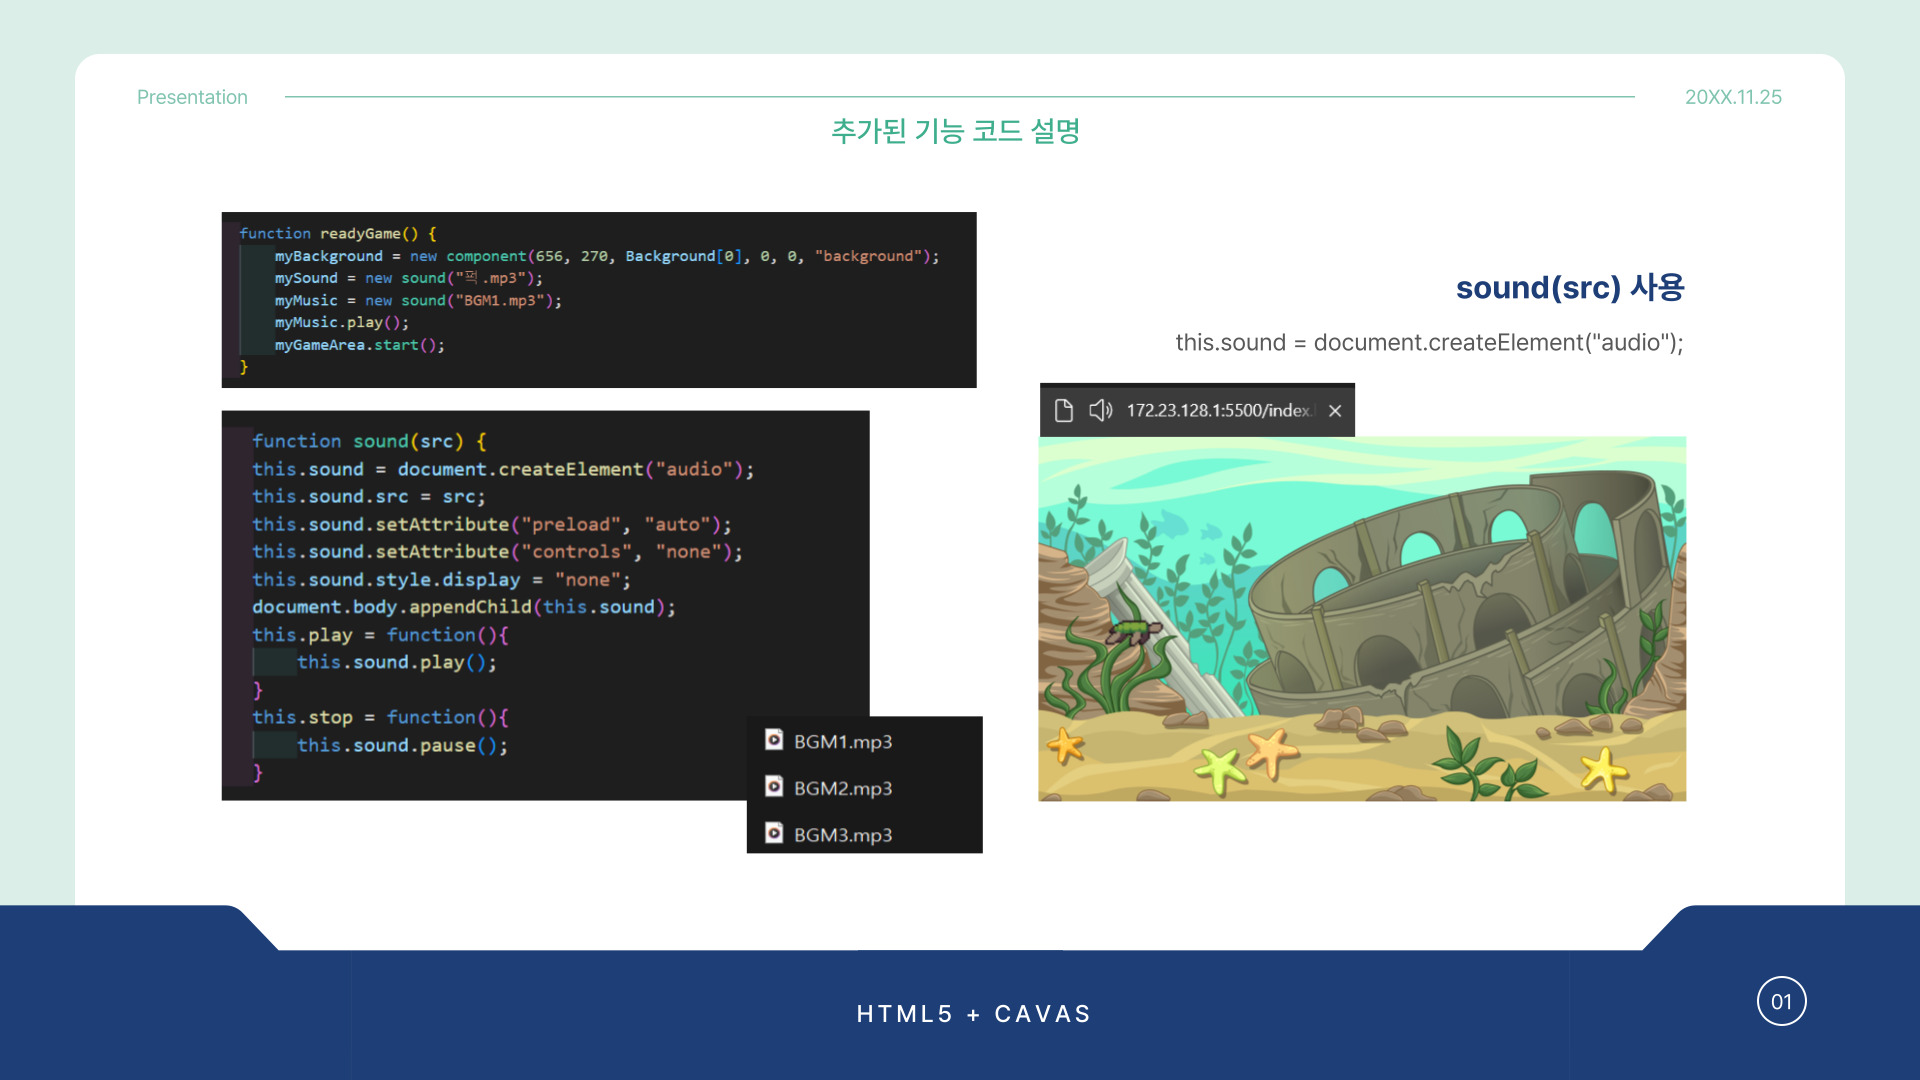 Presentation
20XX.11.25
추가된 기능 코드 설명
function readyGame() {
myBackground = new component(656, 270, Background[0], 0, 0, "background");
mySound = new sound("퍽.mp3");
myMusic = new sound("BGM1.mp3");
myMusic.play();
myGameArea.start();
}
function sound(src) {
this.sound = document.createElement("audio");
this.sound.src = src;
this.sound.setAttribute("preload", "auto");
this.sound.setAttribute("controls", "none");
this.sound.style.display = "none";
document.body.appendChild(this.sound);
this.play = function(){
this.sound.play();
}
this.stop = function(){
this.sound.pause();
}
BGM1.mp3
BGM2.mp3
BGM3.mp3
sound(src) 사용
this.sound = document.createElement("audio");
172.23.128.1:5500/index.
HTML5 + CAVAS
01